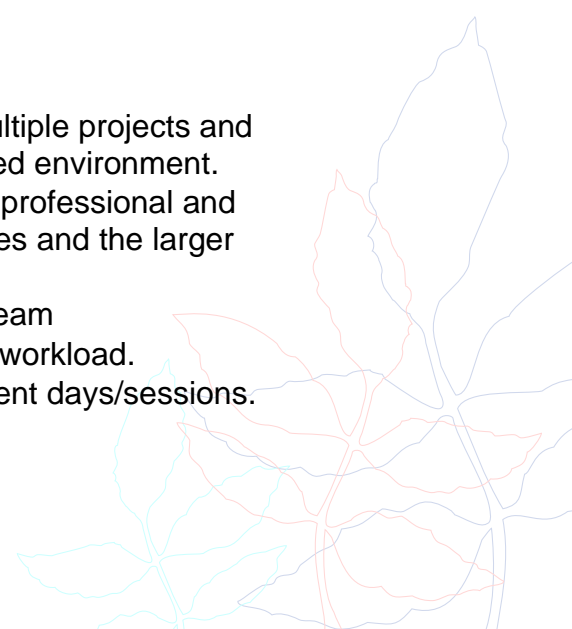 ultiple projects and
ed environment.
professional and
es and the larger
eam
workload.
ent days/sessions.